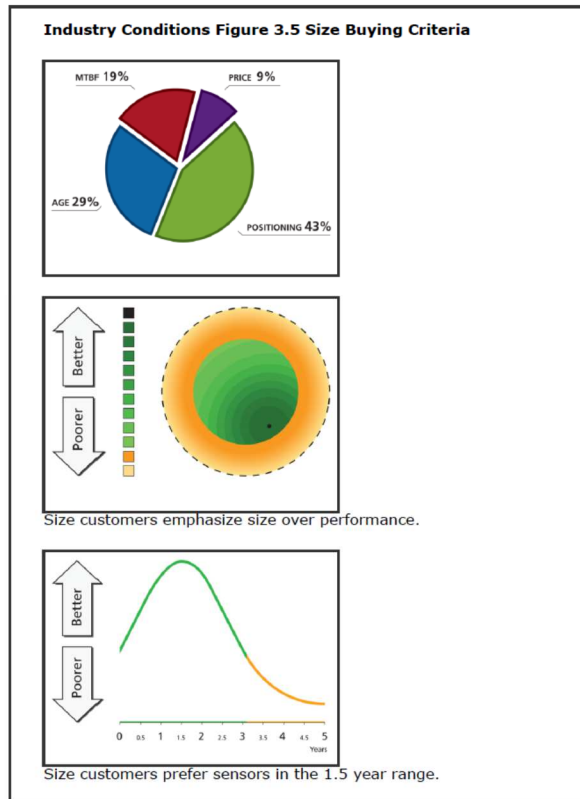 Industry Conditions Figure 3.5 Size Buying Criteria
MTBF 19%
PRICE 9%
AGE 29%
POSITIONING 43%
Better
Poorer
Size customers emphasize size over performance.
Better
Poorer
0 0.5 1 1.5 2 2.5 3 3.5 4 4.5 5
Years
Size customers prefer sensors in the 1.5 year range.